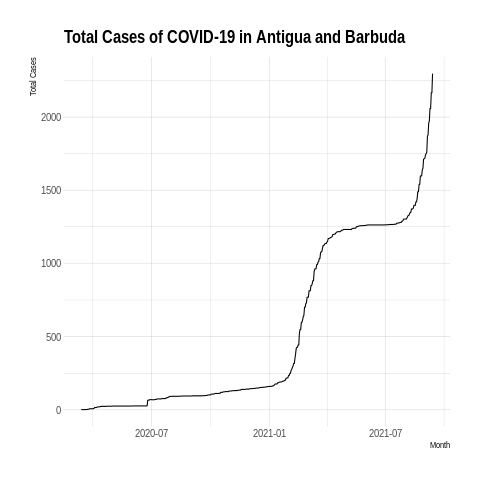 Total Cases of COVID-19 in Antigua and Barbuda
Total Cases
2000
1500
1000
500
0
2020-07
2021-01
2021-07
Month